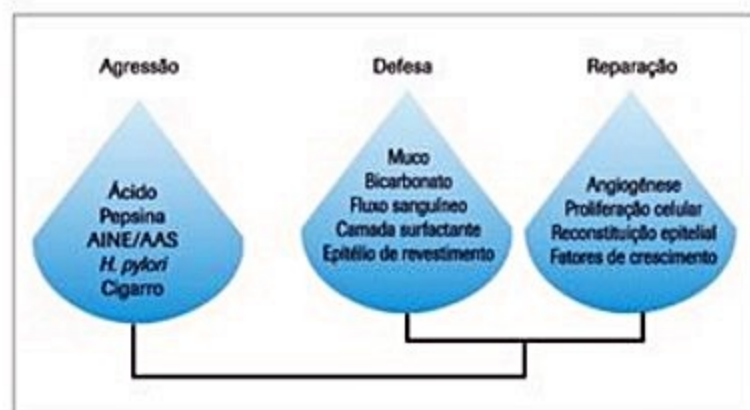 Agressão
Ácido
Pepsina
AINE/AAS
H. pylori
Cigarro
Defesa
Muco
Bicarbonato
Fluxo sanguíneo
Camada surfactante
Epitélio de revestimento
Reparação
Angiogênese
Proliferação celular
Reconstituição epitelial
Fatores de crescimento